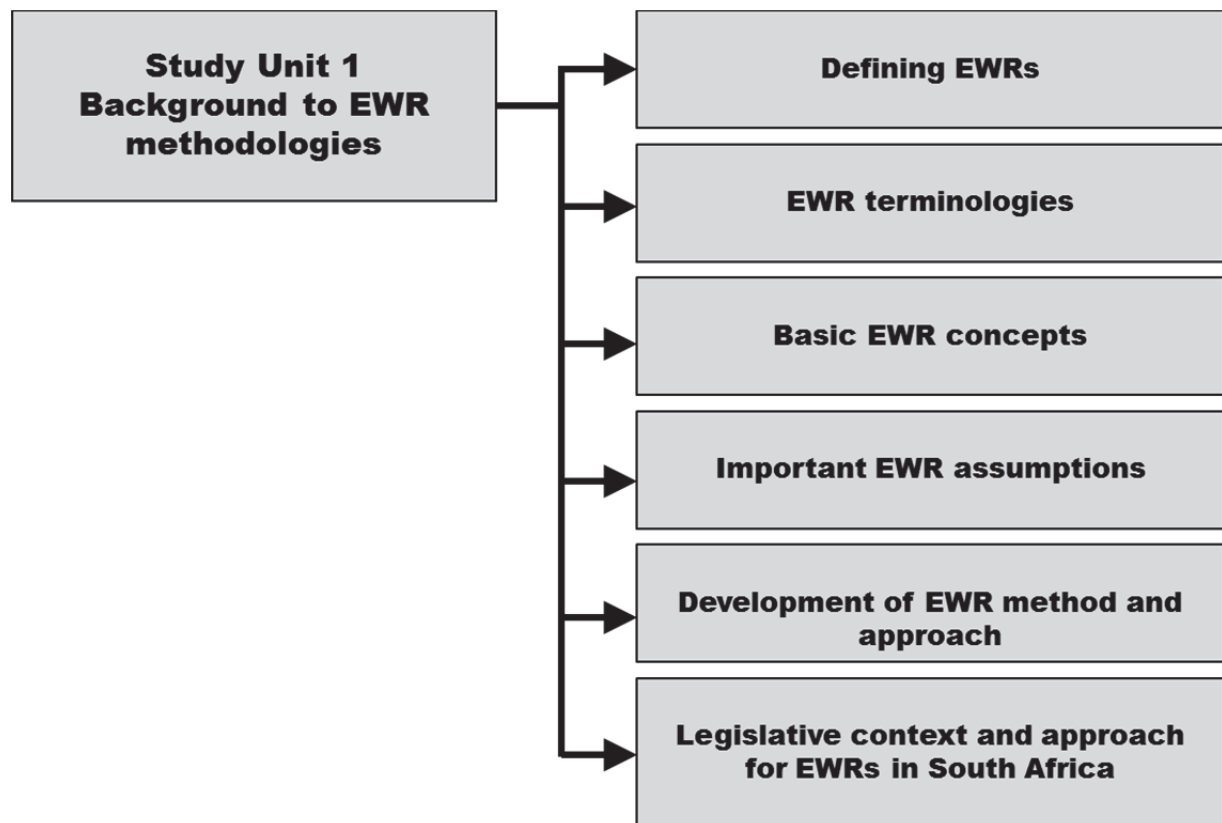 Study Unit 1
Background to EWR
methodologies
Defining EWRs
EWR terminologies
Basic EWR concepts
Important EWR assumptions
Development of EWR method and
approach
Legislative context and approach
for EWRs in South Africa